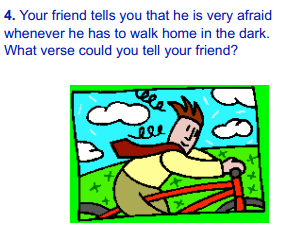 4. Your friend tells you that he is very afraid
whenever he has to walk home in the dark.
What verse could you tell your friend?